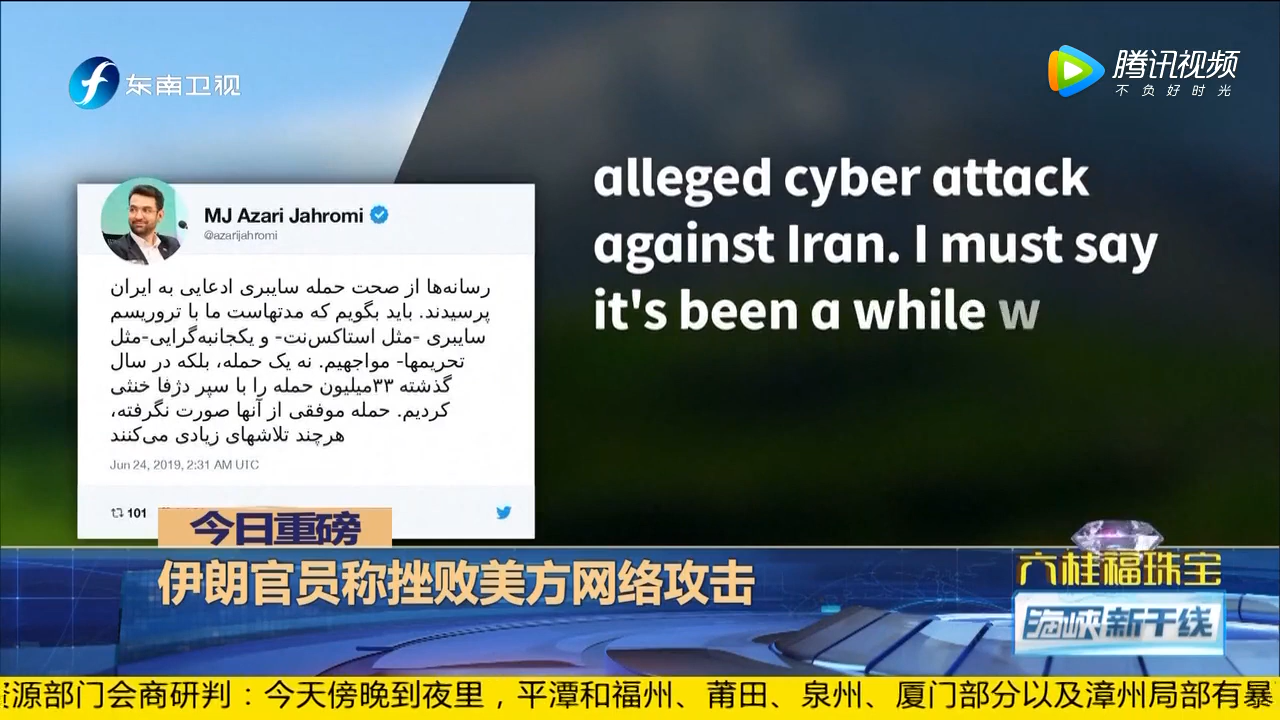 东南卫视
腾讯视频
不负好时光
alleged cyber attack
against Iran. I must say
it's been a while w
MJ Azari Jahromi
@azarijahromi
رسانه‌ها از صحت حمله سایبری ادعایی به ایران
پرسیدند. باید بگویم که مدتهاست ما با تروریسم
سایبری -مثل استاکس‌نت- و یکجانبه‌گرایی-مثل
تحریمها- مواجهیم. نه یک حمله، بلکه در سال
گذشته ۳۳میلیون حمله را با سپر دژفا خنثی
کردیم. حمله موفقی از آنها صورت نگرفته،
هرچند تلاشهای زیادی می‌کنند
Jun 24, 2019, 2:31 AM UTC
101
今日重磅
伊朗官员称挫败美方网络攻击
六桂福珠宝
海峡新干线
资源部门会商研判：今天傍晚到夜里，平潭和福州、莆田、泉州、厦门部分以及漳州局部有暴